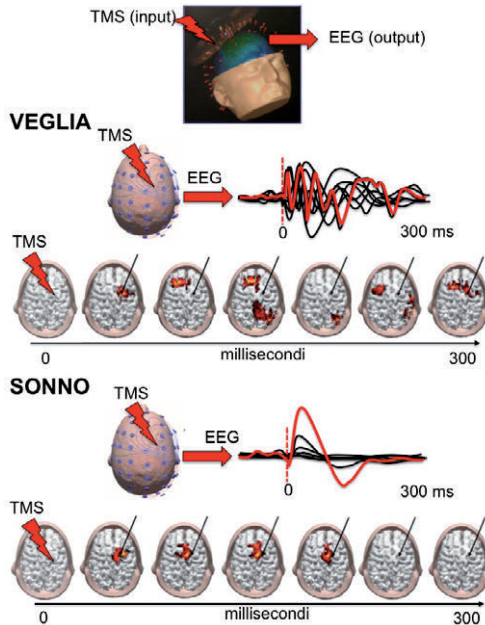 TMS (input)
EEG (output)
VEGLIA
TMS
EEG
0
300 ms
TMS
0
millisecondi
300
SONNO
TMS
EEG
0
300 ms
TMS
0
millisecondi
300